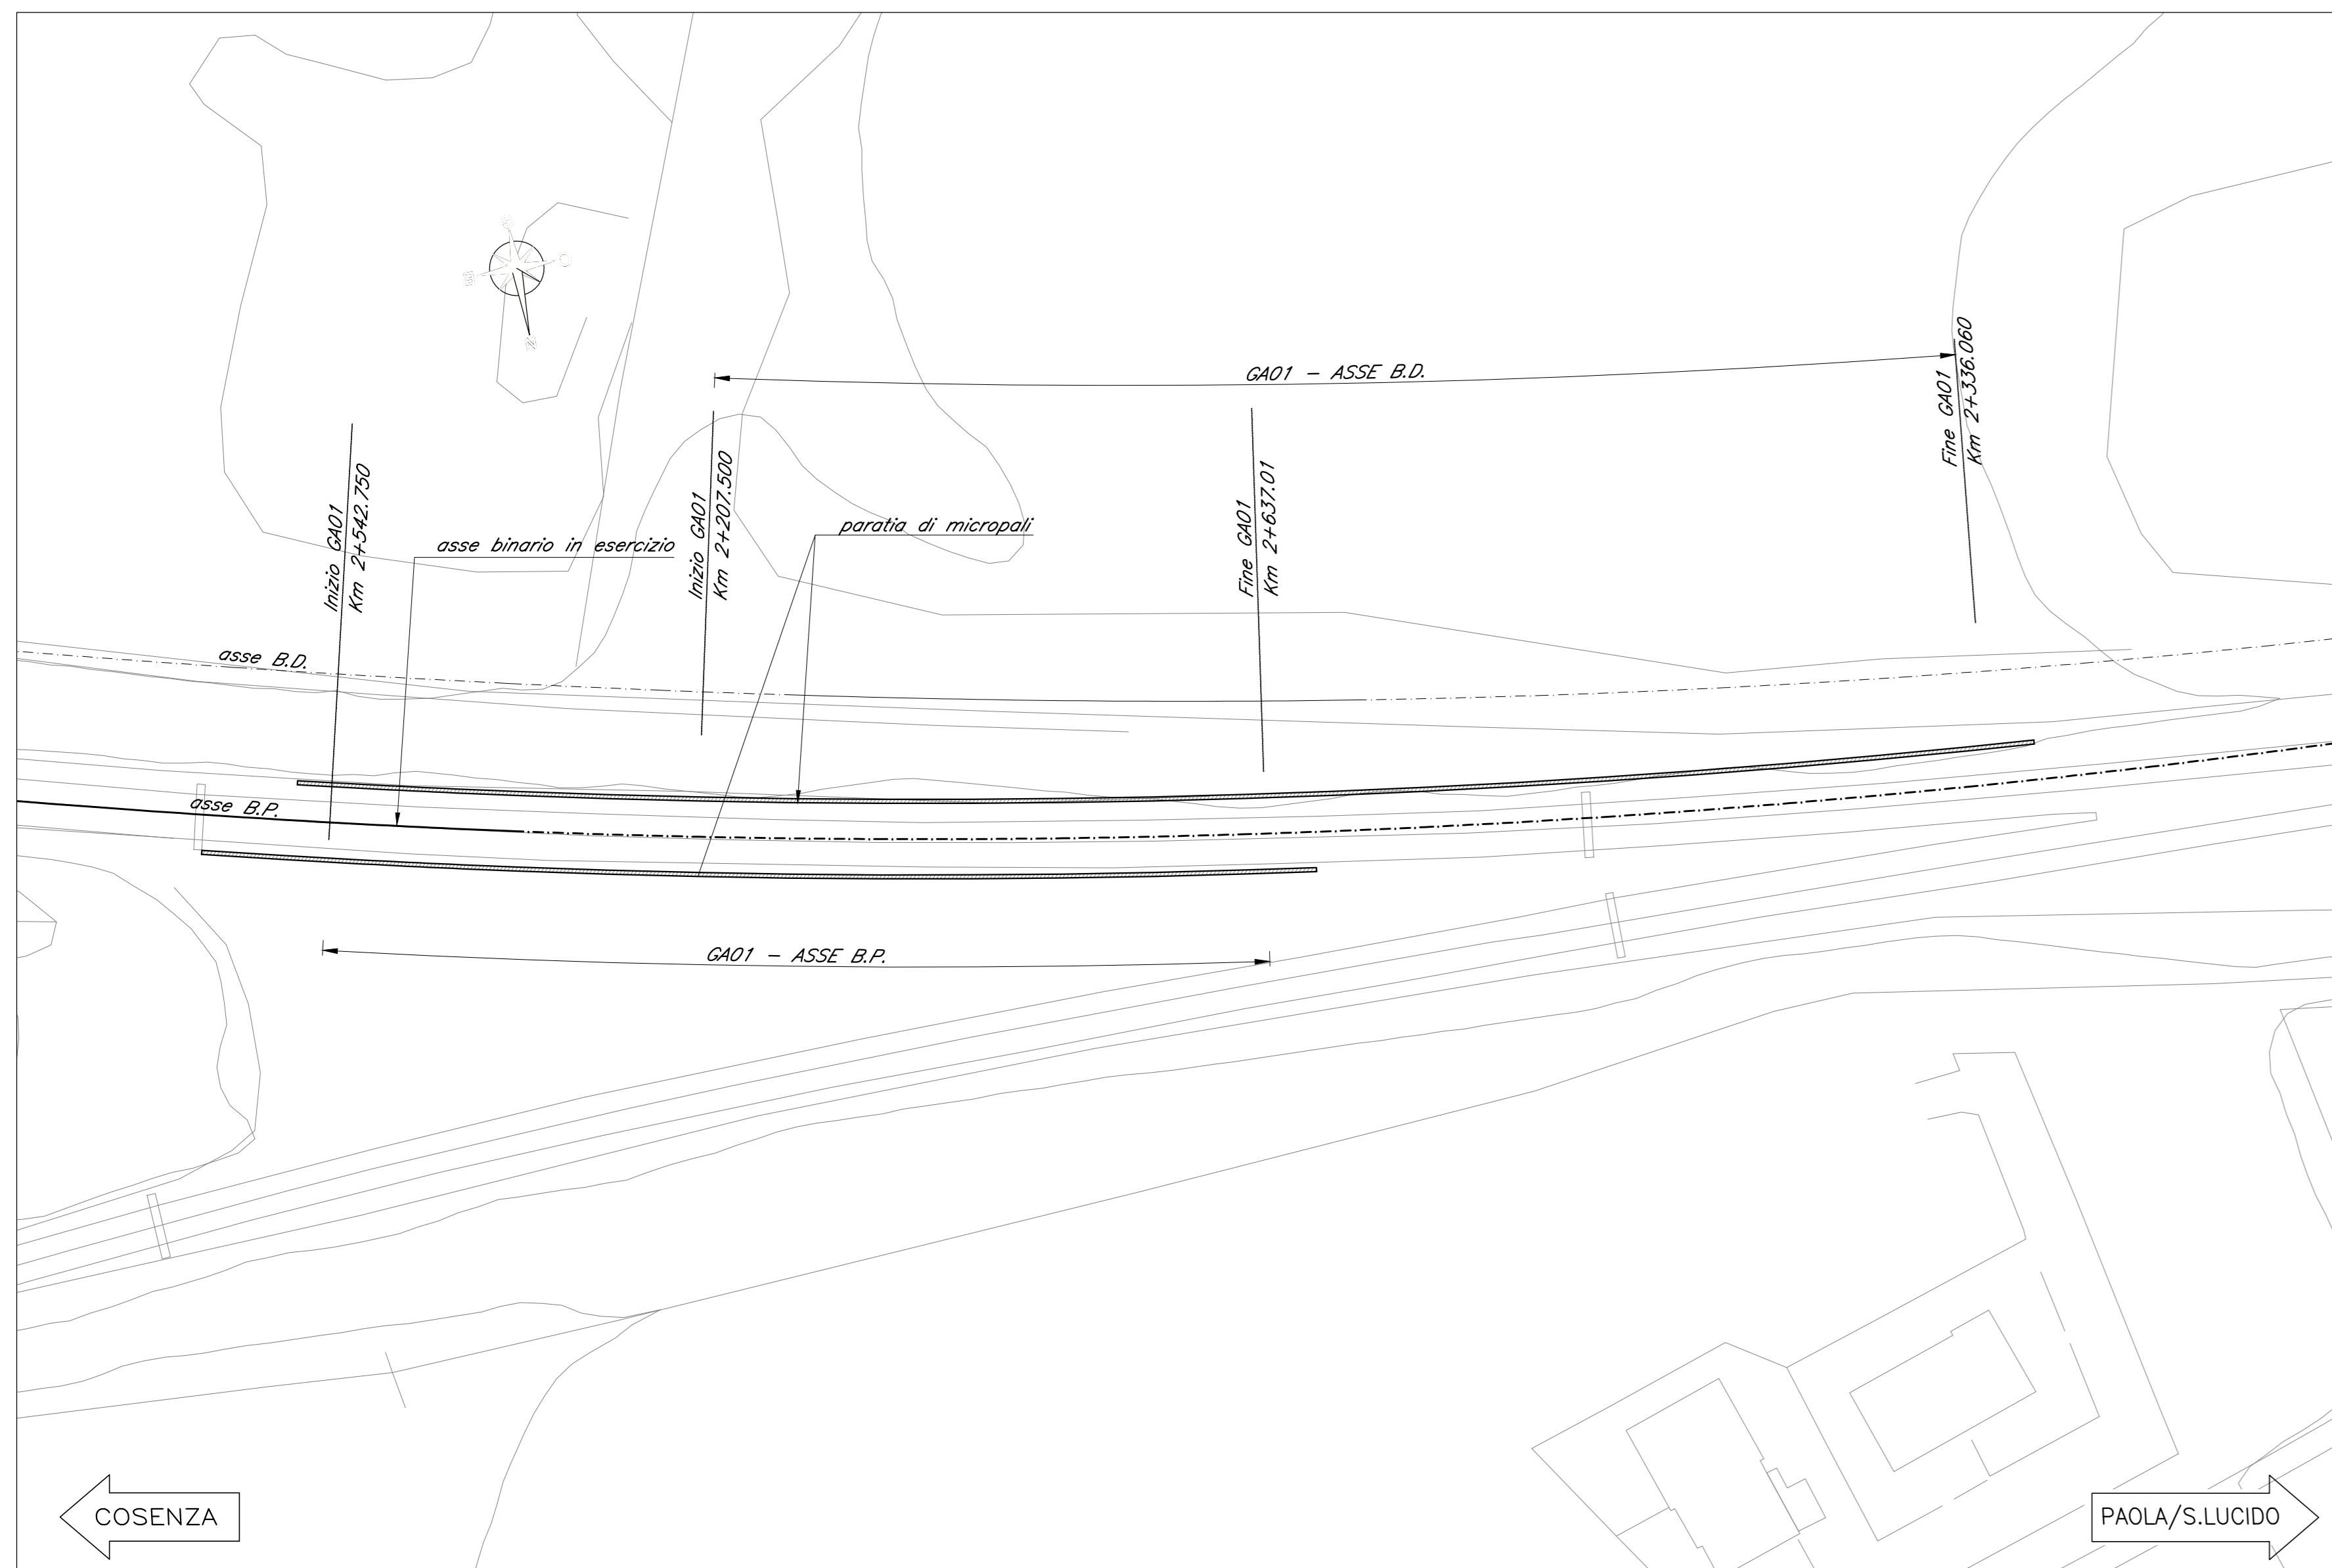 GA01 - ASSE B.D.
Fine GA01
Km 2+336.060
Inizio GA01
Km 2+542.750
Inizio GA01
Km 2+207.500
Fine GA01
Km 2+637.01
asse binario in esercizio
paratia di micropali
asse B.D.
asse B.P.
GA01 - ASSE B.P.
COSENZA
PAOLA/S.LUCIDO